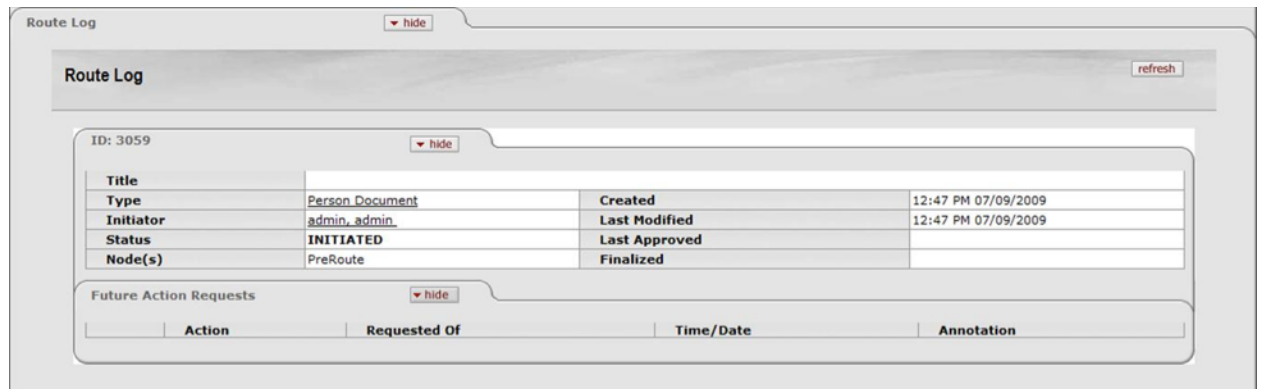 Route Log hide
Route Log refresh
ID: 3059 hide
Title
Type Person Document Created 12:47 PM 07/09/2009
Initiator admin, admin Last Modified 12:47 PM 07/09/2009
Status INITIATED Last Approved
Node(s) PreRoute Finalized
Future Action Requests hide
Action Requested Of Time/Date Annotation